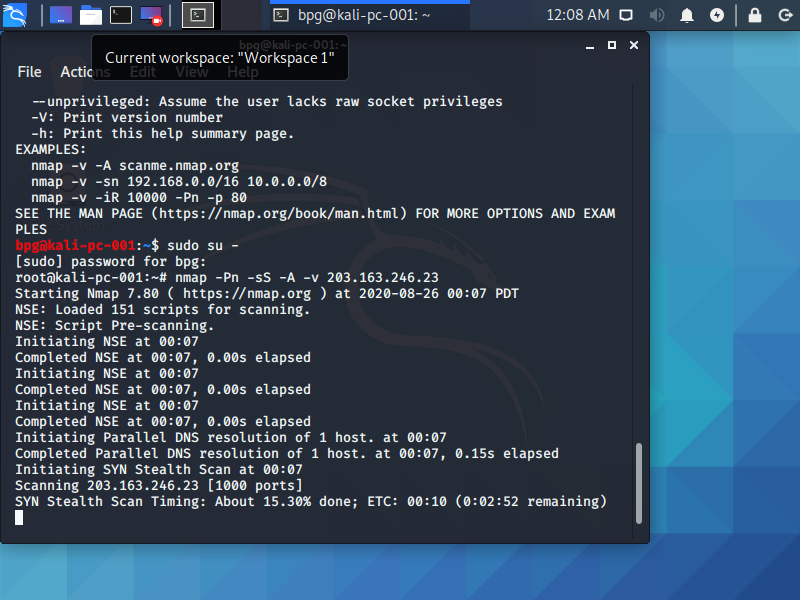 bpg@kali-pc-001: ~
12:08 AM
bpg@kali-pc-001: ~
Current workspace: "Workspace 1"
File Actions Edit View Help
--unprivileged: Assume the user lacks raw socket privileges
-V: Print version number
-h: Print this help summary page.
EXAMPLES:
nmap -v -A scanme.nmap.org
nmap -v -sn 192.168.0.0/16 10.0.0.0/8
nmap -v -iR 10000 -Pn -p 80
SEE THE MAN PAGE (https://nmap.org/book/man.html) FOR MORE OPTIONS AND EXAM
PLES
bpg@kali-pc-001:~$ sudo su -
[sudo] password for bpg:
root@kali-pc-001:~# nmap -Pn -sS -A -v 203.163.246.23
Starting Nmap 7.80 ( https://nmap.org ) at 2020-08-26 00:07 PDT
NSE: Loaded 151 scripts for scanning.
NSE: Script Pre-scanning.
Initiating NSE at 00:07
Completed NSE at 00:07, 0.00s elapsed
Initiating NSE at 00:07
Completed NSE at 00:07, 0.00s elapsed
Initiating NSE at 00:07
Completed NSE at 00:07, 0.00s elapsed
Initiating Parallel DNS resolution of 1 host. at 00:07
Completed Parallel DNS resolution of 1 host. at 00:07, 0.15s elapsed
Initiating SYN Stealth Scan at 00:07
Scanning 203.163.246.23 [1000 ports]
SYN Stealth Scan Timing: About 15.30% done; ETC: 00:10 (0:02:52 remaining)